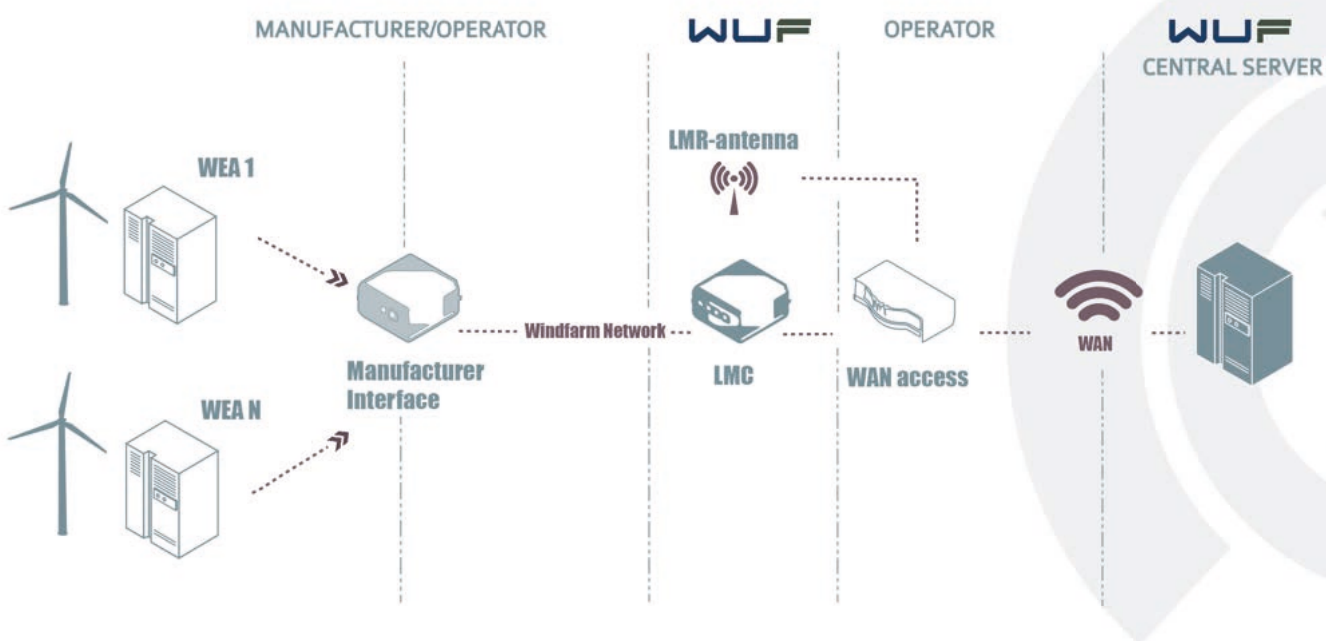 MANUFACTURER/OPERATOR
WUF
OPERATOR
WUF
CENTRAL SERVER
LMR-antenna
WEA 1
Windfarm Network
WAN
Manufacturer
Interface
LMC
WAN access
WEA N